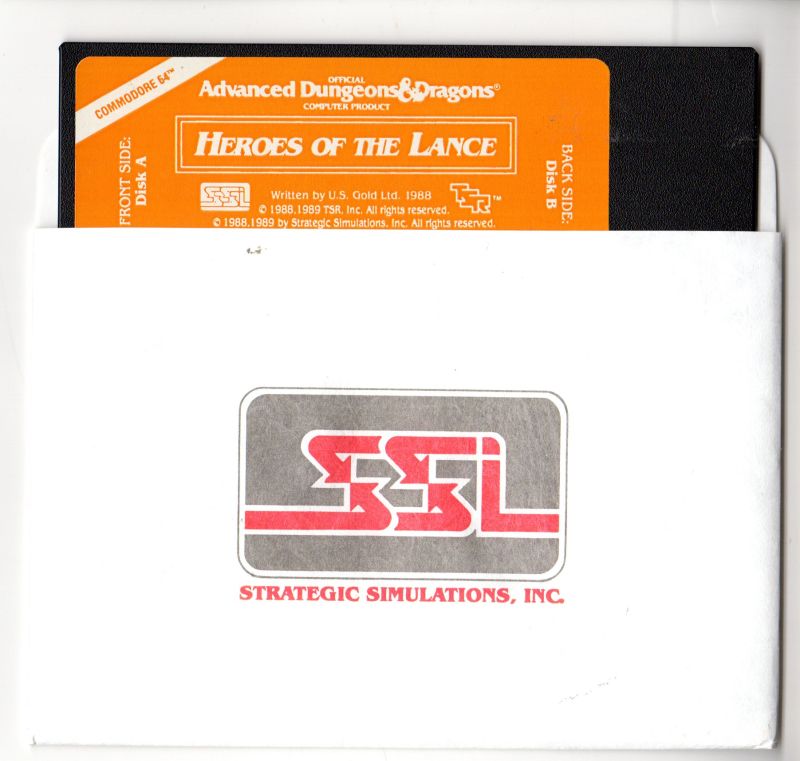 COMMODORE 64™
OFFICIAL
Advanced Dungeons&Dragons®
COMPUTER PRODUCT
HEROES OF THE LANCE
FRONT SIDE:
Disk A
BACK SIDE:
Disk B
SSI
Written by U.S. Gold Ltd. 1988
TSR™
© 1988,1989 TSR, Inc. All rights reserved.
© 1988,1989 by Strategic Simulations, Inc. All rights reserved.
SSI
STRATEGIC SIMULATIONS, INC.